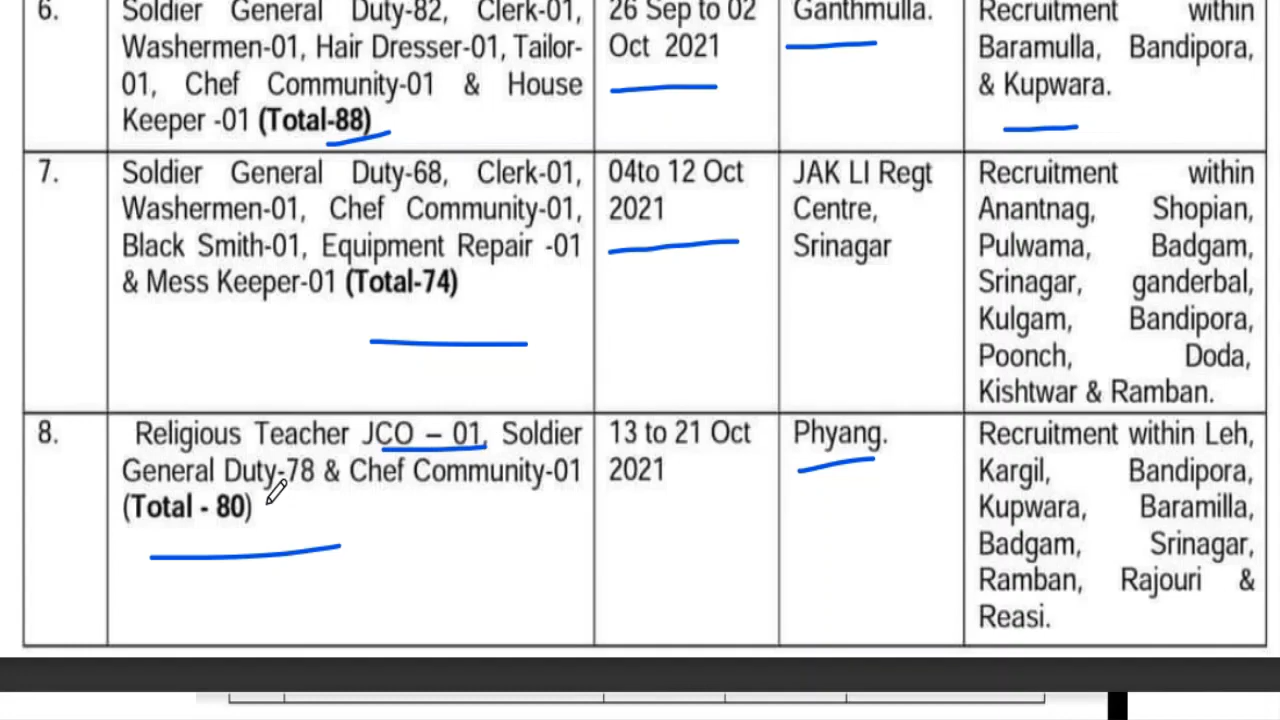 6.
Soldier General Duty-82, Clerk-01,
Washermen-01, Hair Dresser-01, Tailor-
01, Chef Community-01 & House
Keeper -01 (Total-88)
26 Sep to 02
Oct 2021
Ganthmulla.
Recruitment within
Baramulla, Bandipora,
& Kupwara.
7.
Soldier General Duty-68, Clerk-01,
Washermen-01, Chef Community-01,
Black Smith-01, Equipment Repair -01
& Mess Keeper-01 (Total-74)
04to 12 Oct
2021
JAK LI Regt
Centre,
Srinagar
Recruitment within
Anantnag, Shopian,
Pulwama, Badgam,
Srinagar, ganderbal,
Kulgam, Bandipora,
Poonch, Doda,
Kishtwar & Ramban.
8.
Religious Teacher JCO – 01, Soldier
General Duty-78 & Chef Community-01
(Total - 80)
13 to 21 Oct
2021
Phyang.
Recruitment within Leh,
Kargil, Bandipora,
Kupwara, Baramilla,
Badgam, Srinagar,
Ramban, Rajouri &
Reasi.